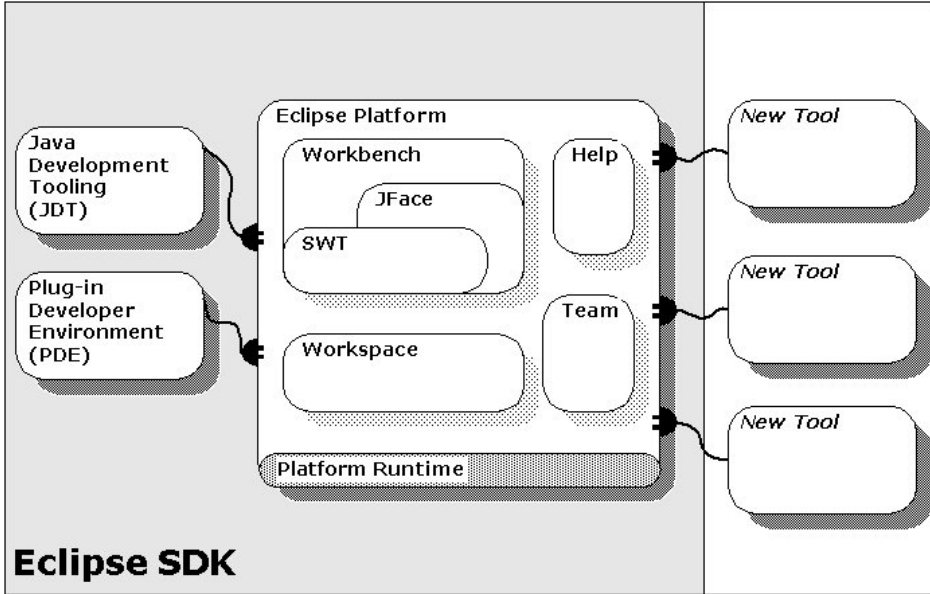 Java
Development
Tooling
(JDT)
Plug-in
Developer
Environment
(PDE)
Eclipse Platform
Workbench
JFace
SWT
Workspace
Help
Team
Platform Runtime
New Tool
New Tool
New Tool
Eclipse SDK